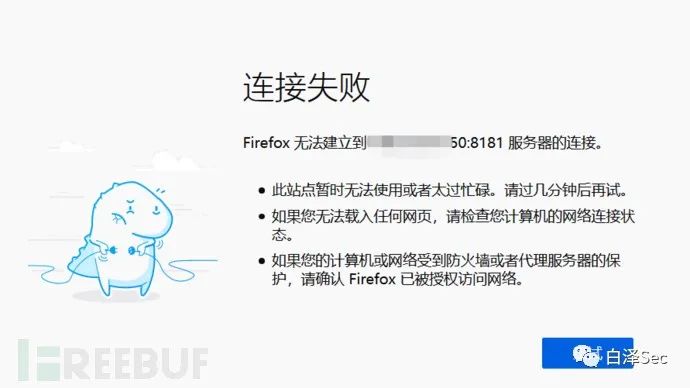 连接失败
Firefox 无法建立到50:8181 服务器的连接。
此站点暂时无法使用或者太过忙碌。请过几分钟后再试。
如果您无法载入任何网页，请检查您计算机的网络连接状
态。
如果您的计算机或网络受到防火墙或者代理服务器的保
护，请确认 Firefox 已被授权访问网络。
试
FREEBUF
白泽Sec